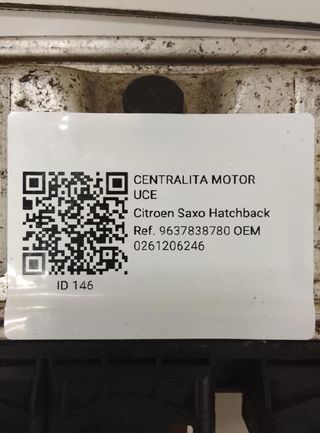 CENTRALITA MOTOR
UCE
Citroen Saxo Hatchback
Ref. 9637838780 OEM
0261206246
ID 146